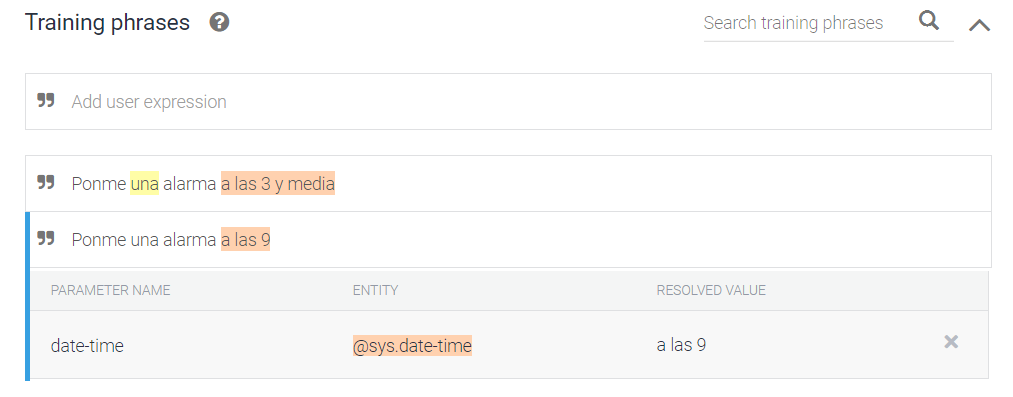 Training phrases
Search training phrases
Add user expression
Ponme una alarma a las 3 y media
Ponme una alarma a las 9
PARAMETER NAME ENTITY RESOLVED VALUE
date-time @sys.date-time a las 9